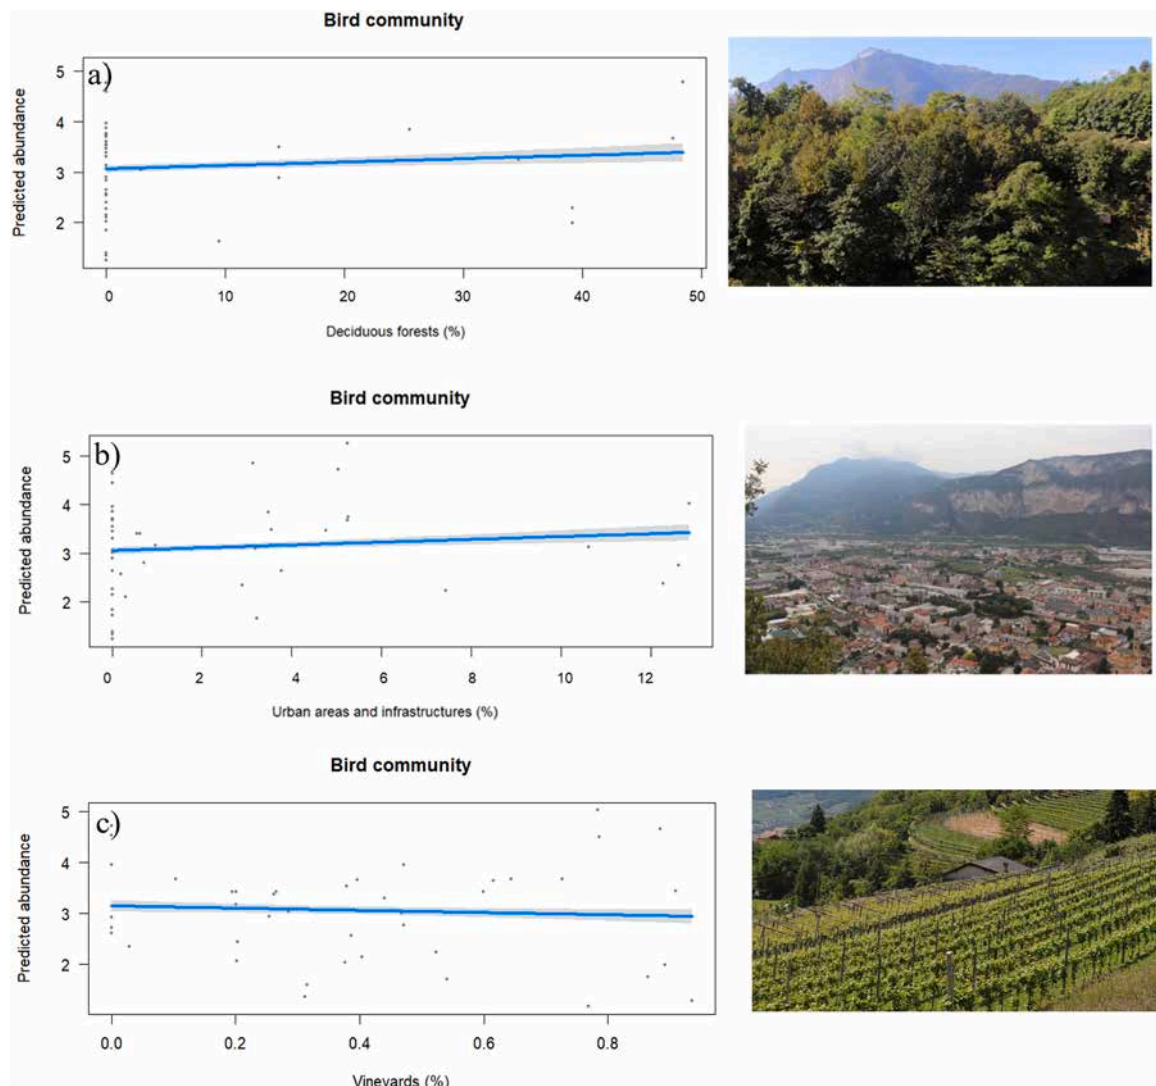 Bird community
a)
5
4
3
2
Predicted abundance
0 10 20 30 40 50
Deciduous forests (%)
Bird community
b)
5
4
3
2
Predicted abundance
0 2 4 6 8 10 12
Urban areas and infrastructures (%)
Bird community
c)
5
4
3
2
Predicted abundance
0.0 0.2 0.4 0.6 0.8
Vineyards (%)